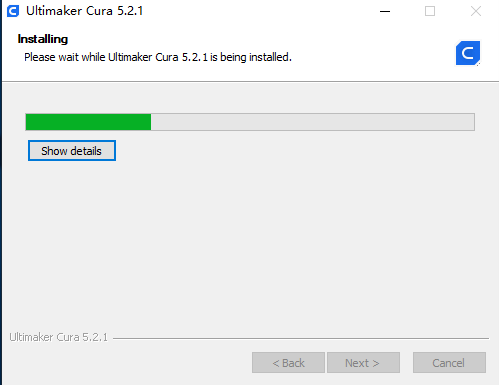 Ultimaker Cura 5.2.1
Installing
Please wait while Ultimaker Cura 5.2.1 is being installed.
Show details
Ultimaker Cura 5.2.1
< Back
Next >
Cancel